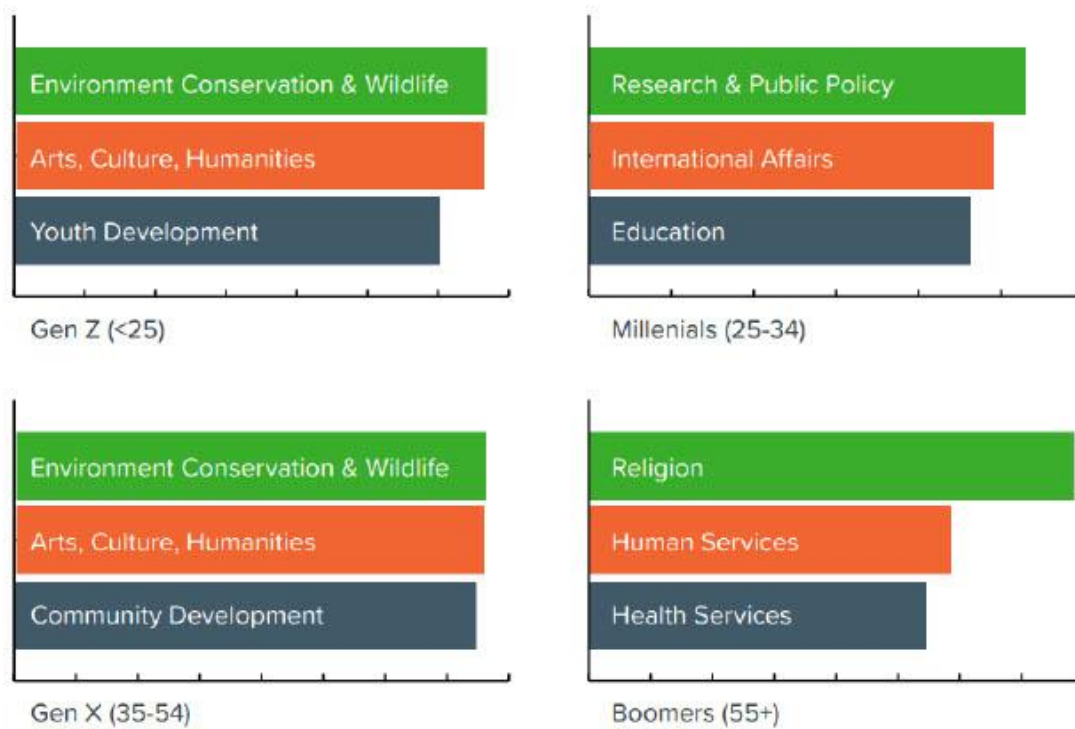 Environment Conservation & Wildlife
Arts, Culture, Humanities
Youth Development
Gen Z (<25)
Research & Public Policy
International Affairs
Education
Millenials (25-34)
Environment Conservation & Wildlife
Arts, Culture, Humanities
Community Development
Gen X (35-54)
Religion
Human Services
Health Services
Boomers (55+)